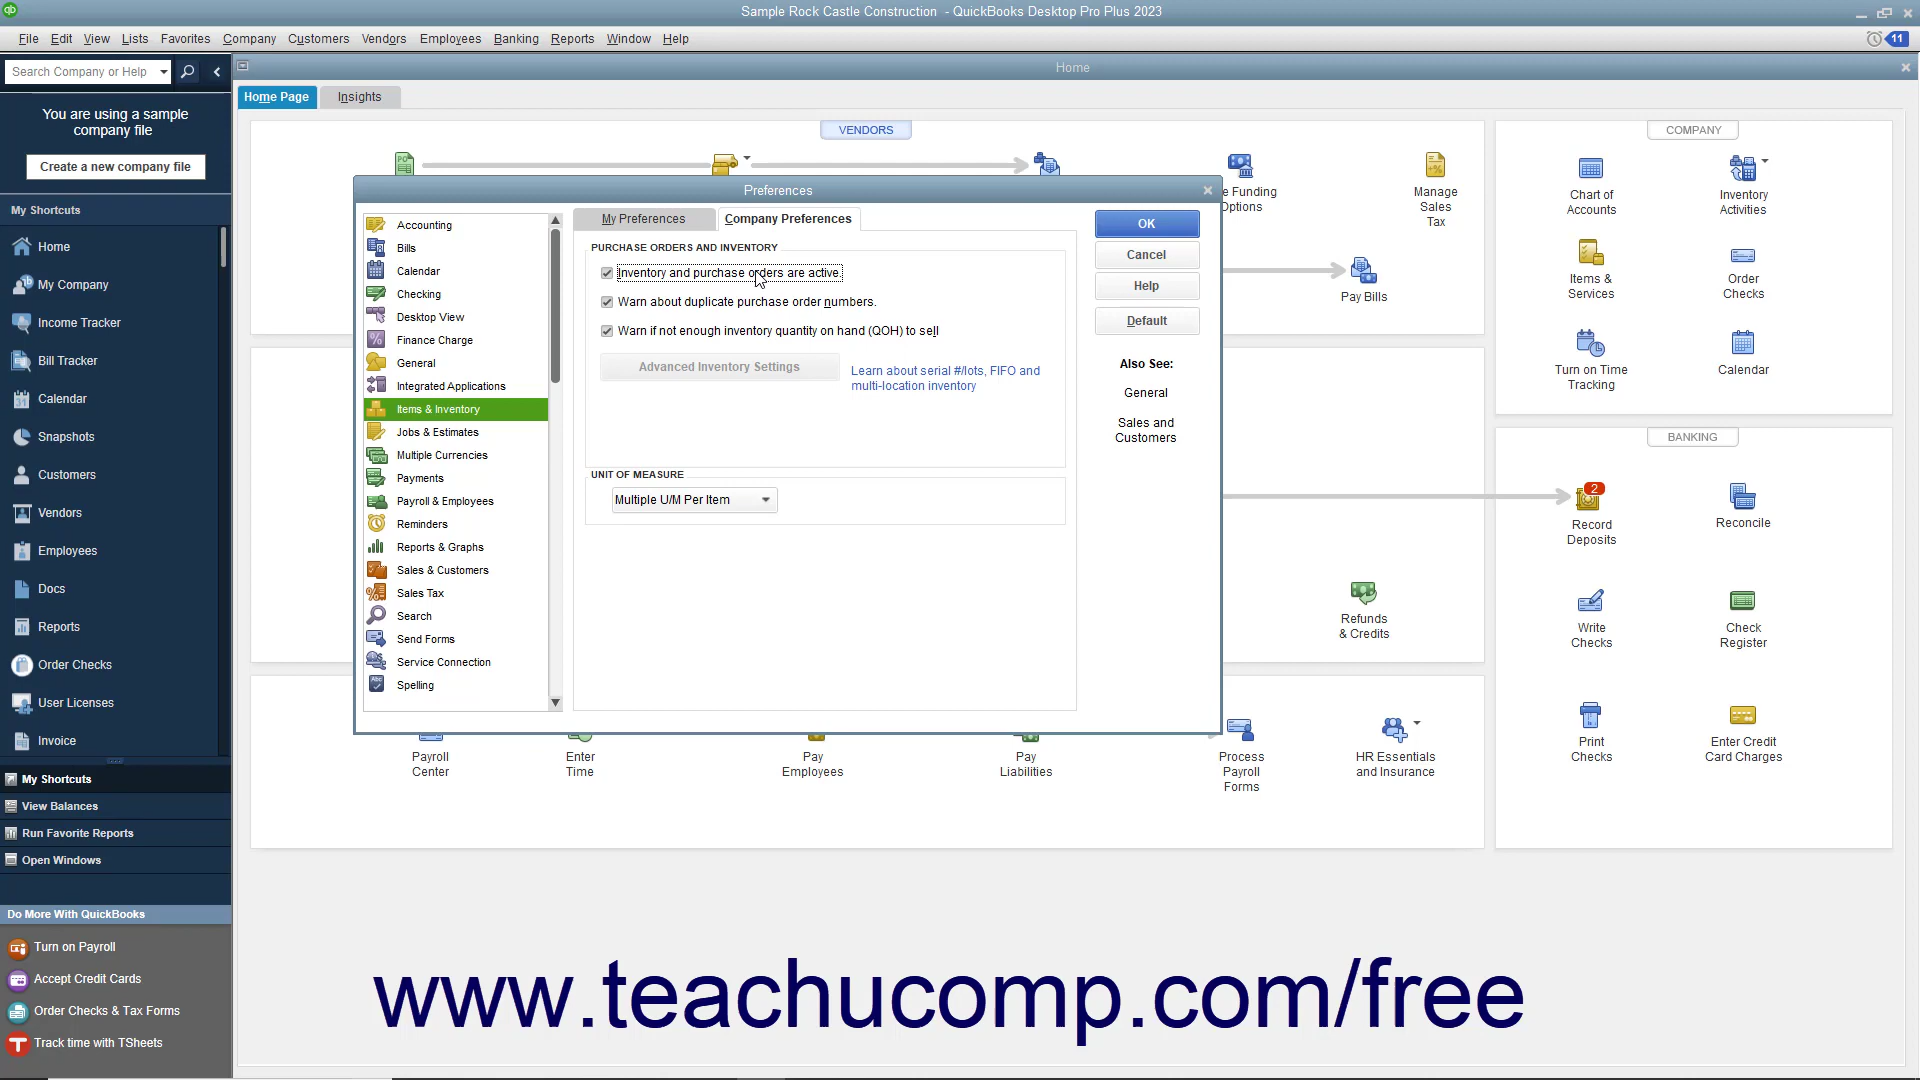 qb
Sample Rock Castle Construction - QuickBooks Desktop Pro Plus 2023
File Edit View Lists Favorites Company Customers Vendors Employees Banking Reports Window Help
11
Search Company or Help
Home
Home Page Insights
You are using a sample
company file
Create a new company file
My Shortcuts
Home
My Company
Income Tracker
Bill Tracker
Calendar
Snapshots
Customers
Vendors
Employees
Docs
Reports
Order Checks
User Licenses
Invoice
My Shortcuts
View Balances
Run Favorite Reports
Open Windows
Do More With QuickBooks
Turn on Payroll
Accept Credit Cards
Order Checks & Tax Forms
Track time with TSheets
VENDORS
e Funding
Options
Manage
Sales
Tax
Pay Bills
Preferences
Accounting
Bills
Calendar
Checking
Desktop View
Finance Charge
General
Integrated Applications
Items & Inventory
Jobs & Estimates
Multiple Currencies
Payments
Payroll & Employees
Reminders
Reports & Graphs
Sales & Customers
Sales Tax
Search
Send Forms
Service Connection
Spelling
My Preferences Company Preferences
PURCHASE ORDERS AND INVENTORY
Inventory and purchase orders are active.
Warn about duplicate purchase order numbers.
Warn if not enough inventory quantity on hand (QOH) to sell
Advanced Inventory Settings
Learn about serial #/lots, FIFO and
multi-location inventory
UNIT OF MEASURE
Multiple U/M Per Item
OK
Cancel
Help
Default
Also See:
General
Sales and
Customers
Refunds
& Credits
Payroll
Center
Enter
Time
Pay
Employees
Pay
Liabilities
Process
Payroll
Forms
HR Essentials
and Insurance
COMPANY
Chart of
Accounts
Inventory
Activities
Items &
Services
Order
Checks
Turn on Time
Tracking
Calendar
BANKING
2
Record
Deposits
Reconcile
Write
Checks
Check
Register
Print
Checks
Enter Credit
Card Charges
www.teachucomp.com/free